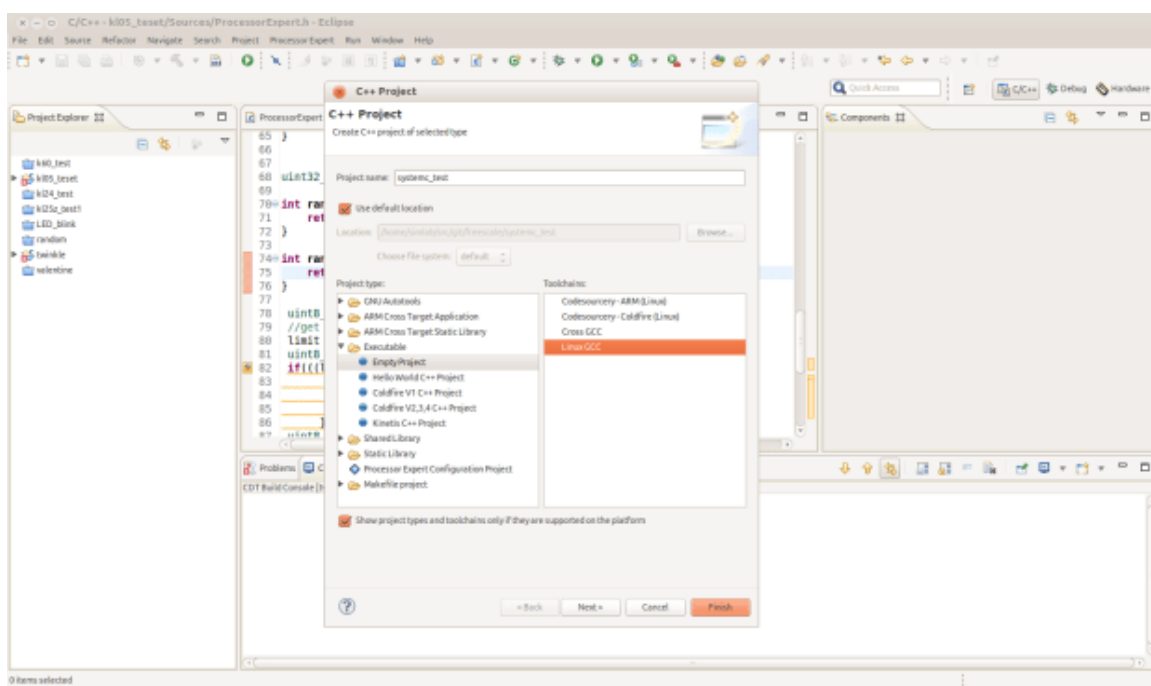 C/C++ - kl05_teset/Sources/ProcessorExpert.h - Eclipse
File Edit Source Refactor Navigate Search Project ProcessorExpert Run Window Help
Quick Access
C/C++ Debug Hardware
Project Explorer
ProcessorExpert
Components
kl05_teset
kl24_test
kl25z_test1
LED_blink
random
twinkle
valentine
65 }
66
67
68 uint32_
69
70 int ran
71 ret
72 }
73
74 int ran
75 ret
76 }
77
78 uint8_
79 //get
80 limit
81 uint8_
82 if(((
83
84
85
86 }
87 uint8
C++ Project
C++ Project
Create C++ project of selected type
Project name: systemc_test
Use default location
Browse...
Choose file system: default
Project type:
Toolchains:
GNU Autotools
ARM Cross Target Application
ARM Cross Target Static Library
Executable
Empty Project
Hello World C++ Project
Coldfire V1 C++ Project
Coldfire V2,3,4 C++ Project
Kinetis C++ Project
Shared Library
Static Library
Processor Expert Configuration Project
Makefile project
Codesourcery - ARM (Linux)
Codesourcery - Coldfire (Linux)
Cross GCC
Linux GCC
Show project types and toolchains only if they are supported on the platform
< Back Next > Cancel Finish
Problems C
CDT Build Console [
0 items selected